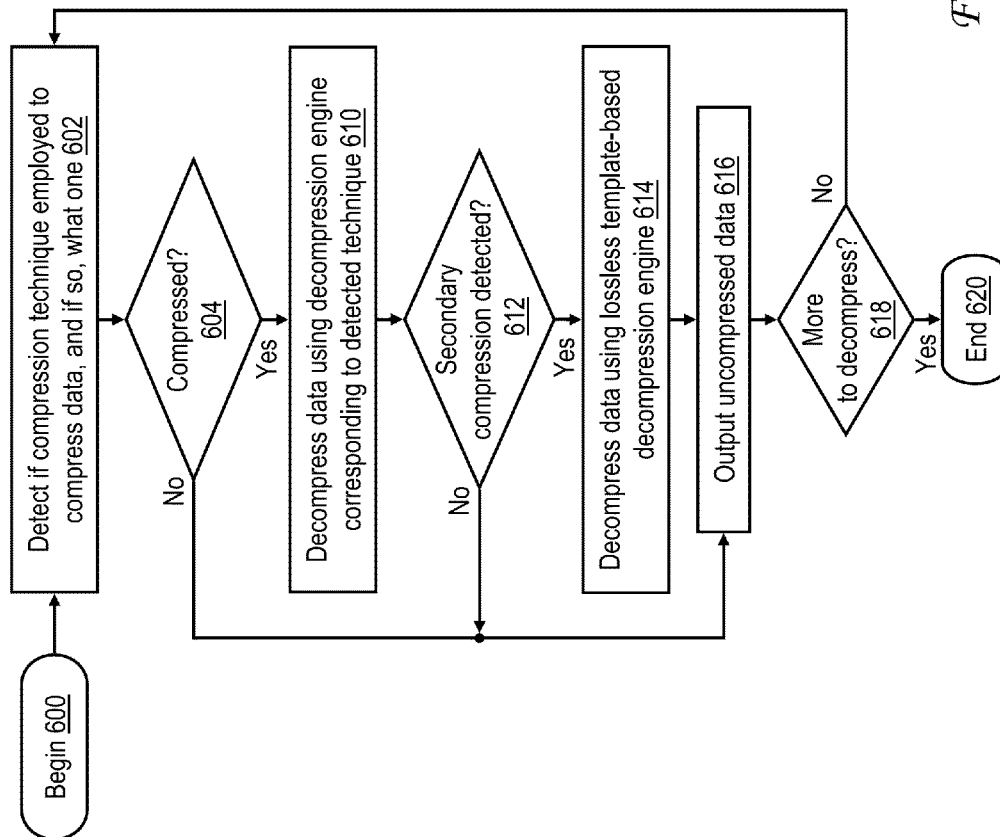 Begin 600
Detect if compression technique employed to
compress data, and if so, what one 602
Compressed?
604
No
Yes
Decompress data using decompression engine
corresponding to detected technique 610
Secondary
compression detected?
612
No
Yes
Decompress data using lossless template-based
decompression engine 614
Output uncompressed data 616
More
to decompress?
618
No
Yes
End 620
F